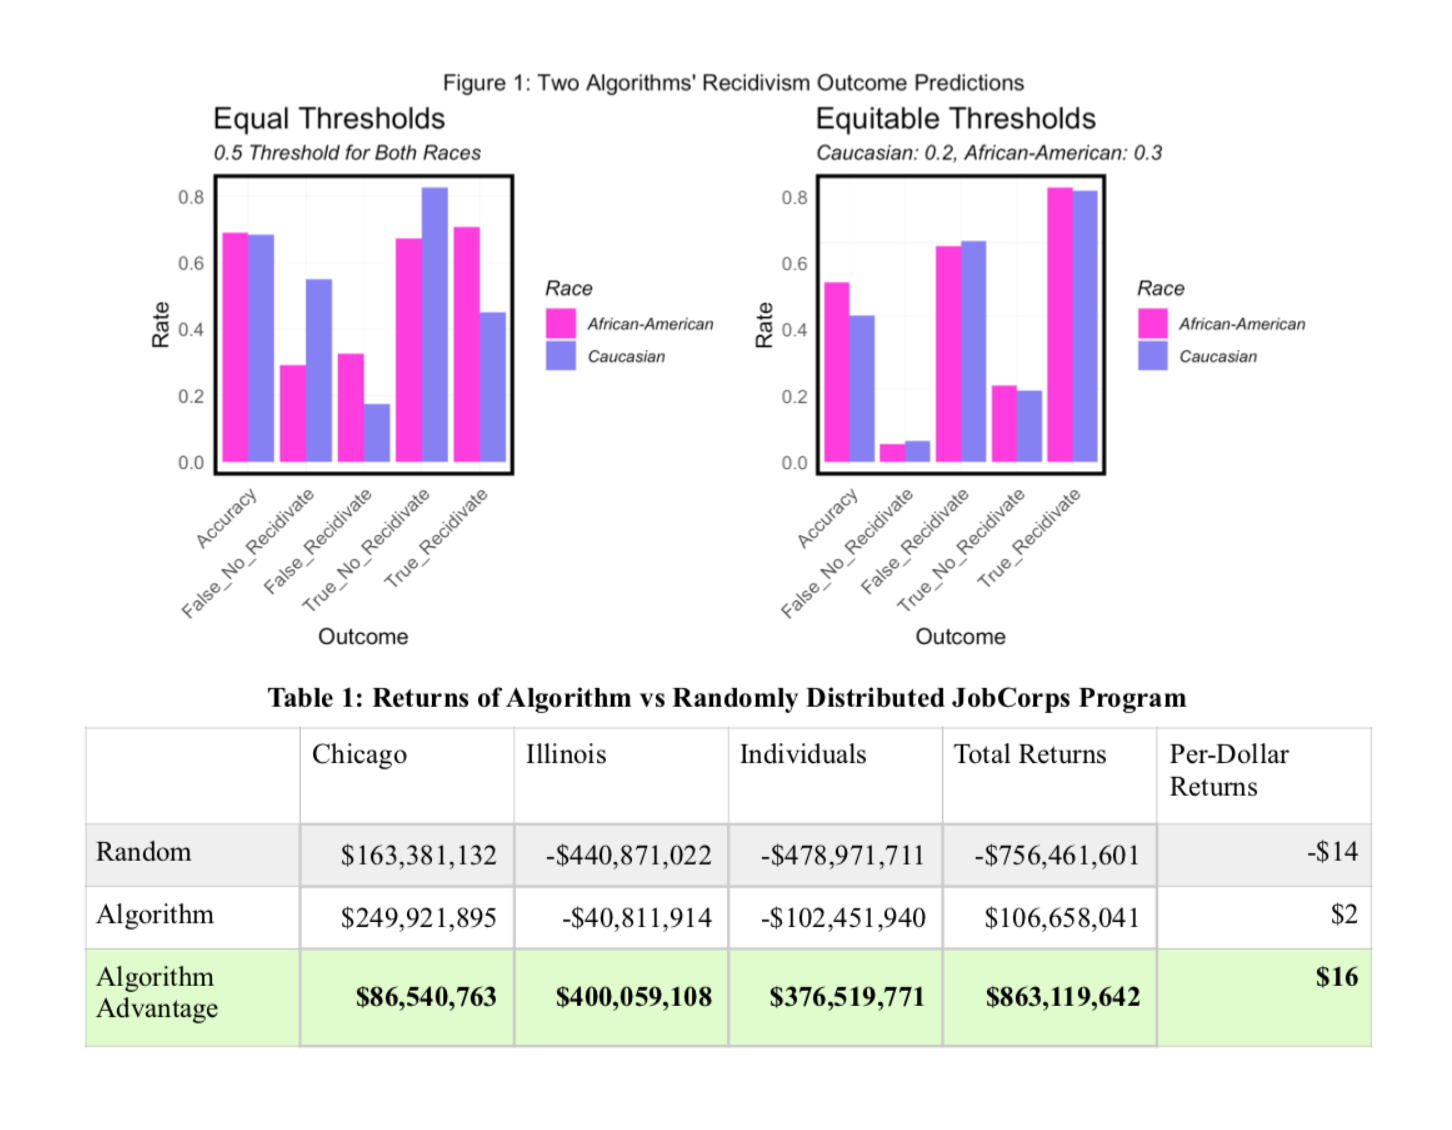 Figure 1: Two Algorithms' Recidivism Outcome Predictions
Equal Thresholds
0.5 Threshold for Both Races
Rate
0.8
0.6
0.4
0.2
0.0
Accuracy
False_No_Recidivate
False_Recidivate
True_No_Recidivate
True_Recidivate
Outcome
Race
African-American
Caucasian
Equitable Thresholds
Caucasian: 0.2, African-American: 0.3
Rate
0.8
0.6
0.4
0.2
0.0
Accuracy
False_No_Recidivate
False_Recidivate
True_No_Recidivate
True_Recidivate
Outcome
Race
African-American
Caucasian
Table 1: Returns of Algorithm vs Randomly Distributed JobCorps Program
Chicago Illinois Individuals Total Returns Per-Dollar
Returns
Random $163,381,132 -$440,871,022 -$478,971,711 -$756,461,601 -$14
Algorithm $249,921,895 -$40,811,914 -$102,451,940 $106,658,041 $2
Algorithm
Advantage $86,540,763 $400,059,108 $376,519,771 $863,119,642 $16